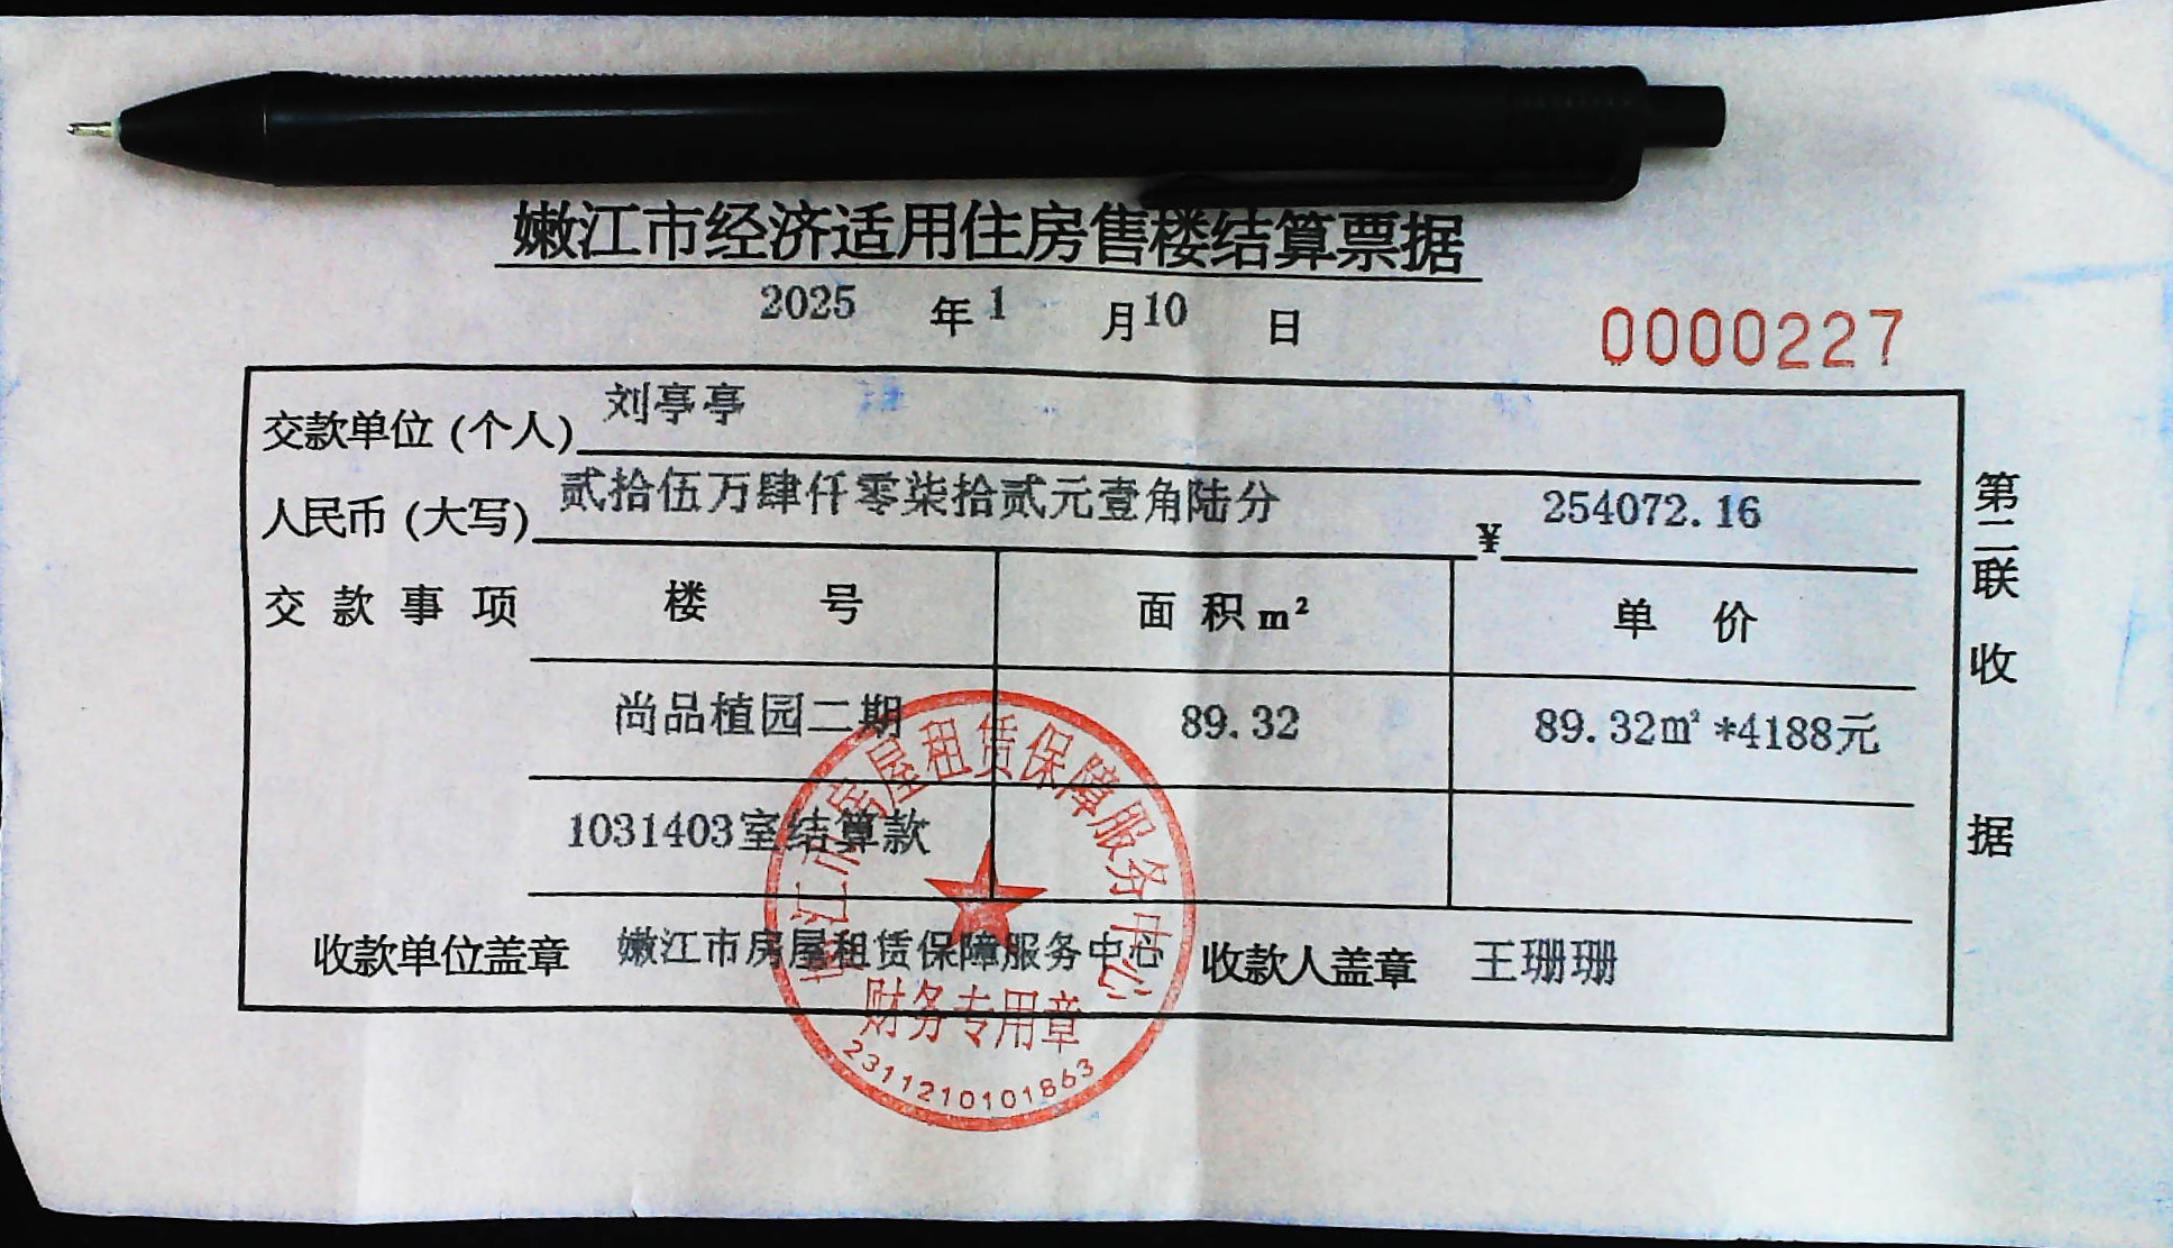 嫩江市经济适用住房售楼结算票据
2025 年 1 月 10 日
0000227
交款单位(个人) 刘亭亭
人民币(大写) 贰拾伍万肆仟零柒拾贰元壹角陆分 ¥ 254072.16
交款事项 楼号 面积m² 单价
尚品植园二期 89.32 89.32㎡*4188元
1031403室结算款
收款单位盖章 嫩江市房屋租赁保障服务中心 收款人盖章 王珊珊
第二联 收据
嫩江市房屋租赁保障服务中心
财务专用章
2311210101863